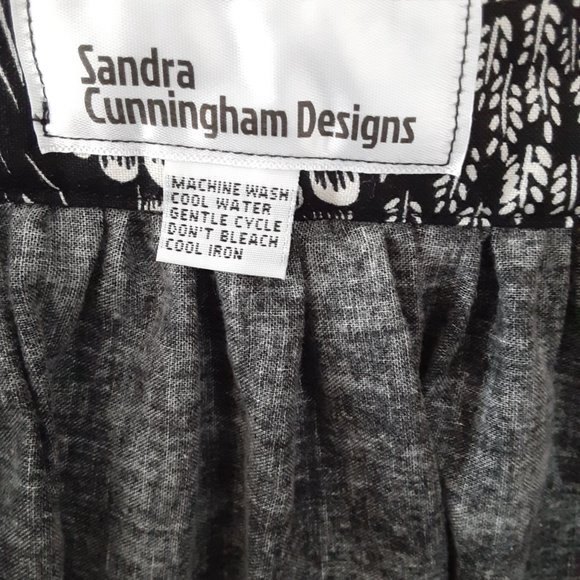 Sandra
Cunningham Designs
MACHINE WASH
COOL WATER
GENTLE CYCLE
DON'T BLEACH
COOL IRON